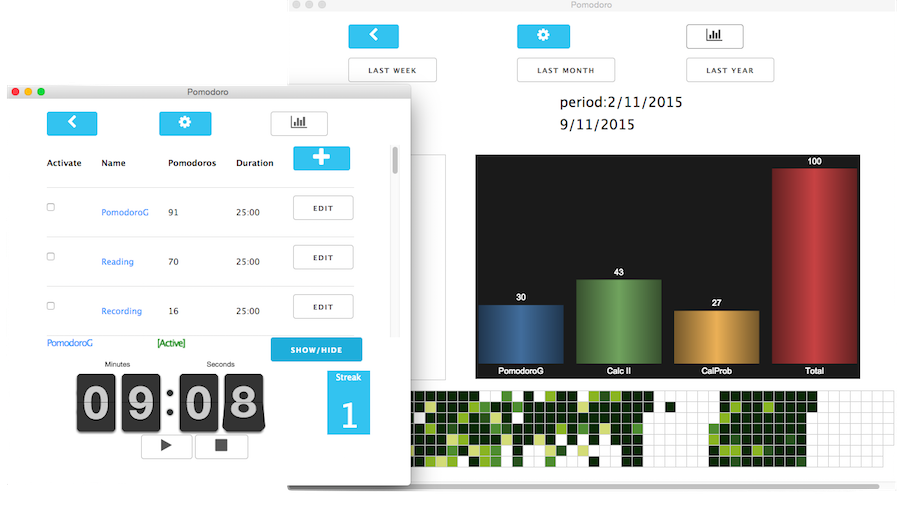 Pomodoro
LAST WEEK LAST MONTH LAST YEAR
period:2/11/2015
9/11/2015
100
43
30
27
PomodoroG Calc II CalProb Total
Pomodoro
Activate Name Pomodoros Duration
PomodoroG 91 25:00 EDIT
Reading 70 25:00 EDIT
Recording 16 25:00 EDIT
PomodoroG [Active] SHOW/HIDE
Minutes Seconds
09:08
Streak
1